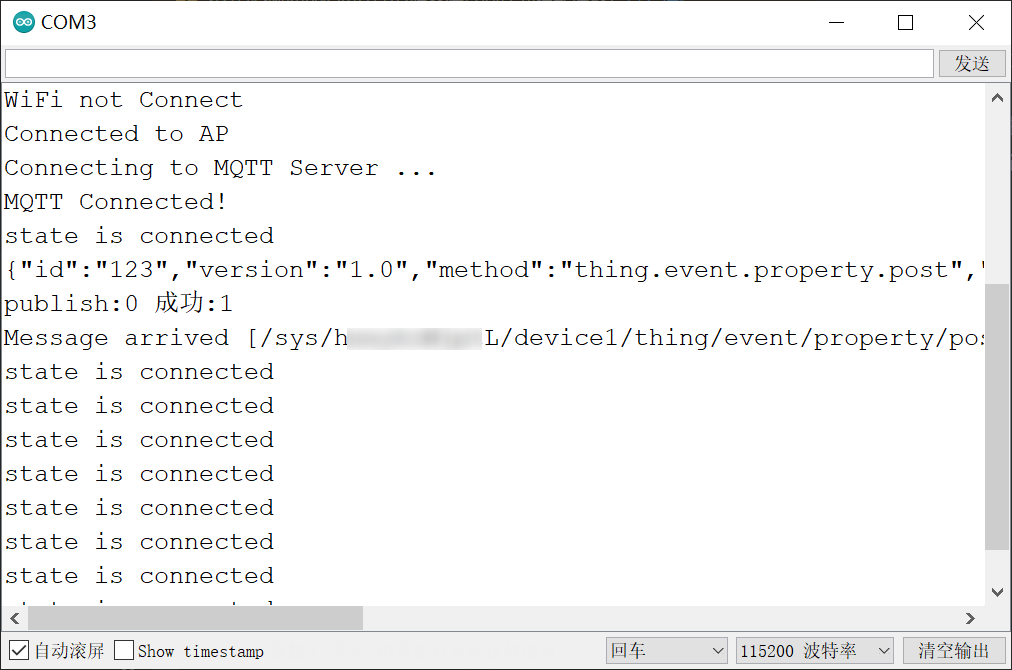 COM3
发送
WiFi not Connect
Connected to AP
Connecting to MQTT Server ...
MQTT Connected!
state is connected
{"id":"123","version":"1.0","method":"thing.event.property.post","
publish:0 成功:1
Message arrived [/sys/h L/device1/thing/event/property/pos
state is connected
state is connected
state is connected
state is connected
state is connected
state is connected
state is connected
自动滚屏 Show timestamp 回车 115200 波特率 清空输出